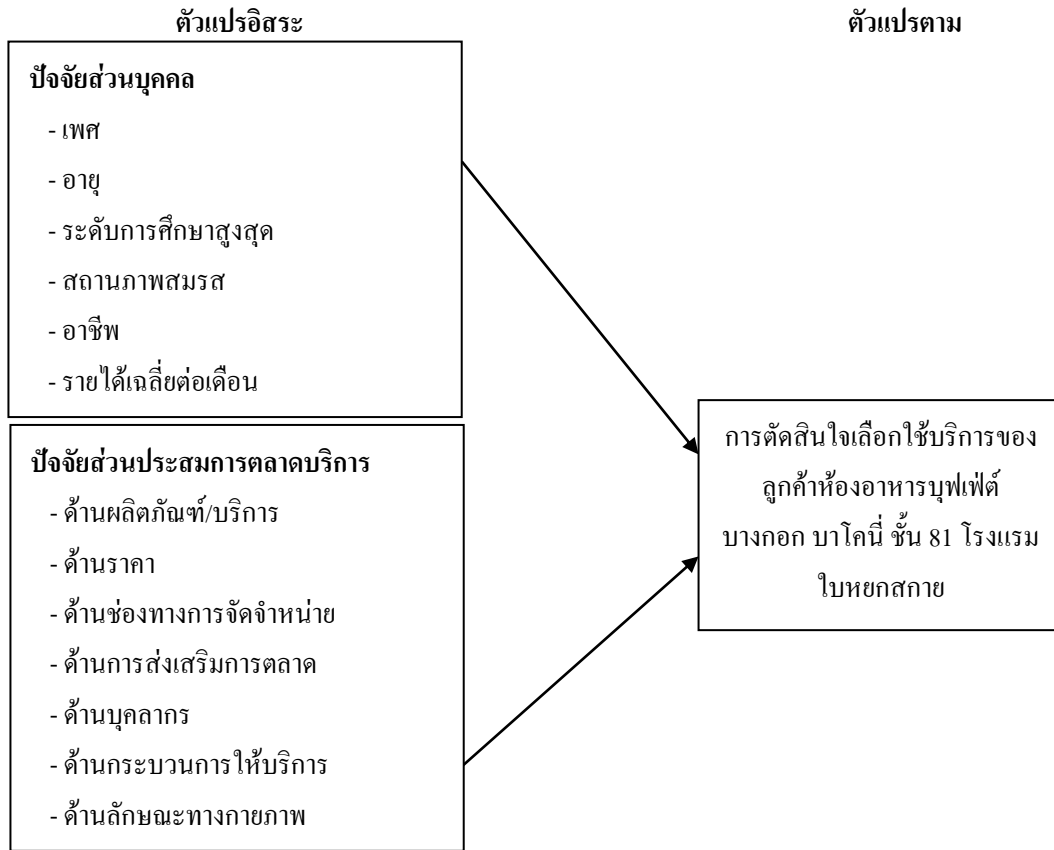 ตัวแปรอิสระ
ตัวแปรตาม
ปัจจัยส่วนบุคคล
- เพศ
- อายุ
- ระดับการศึกษาสูงสุด
- สถานภาพสมรส
- อาชีพ
- รายได้เฉลี่ยต่อเดือน
ปัจจัยส่วนประสมการตลาดบริการ
- ด้านผลิตภัณฑ์/บริการ
- ด้านราคา
- ด้านช่องทางการจัดจำหน่าย
- ด้านการส่งเสริมการตลาด
- ด้านบุคลากร
- ด้านกระบวนการให้บริการ
- ด้านลักษณะทางกายภาพ
การตัดสินใจเลือกใช้บริการของ
ลูกค้าห้องอาหารบุฟเฟ่ต์
บางกอก บาโคนี่ ชั้น 81 โรงแรม
ใบหยกสกาย